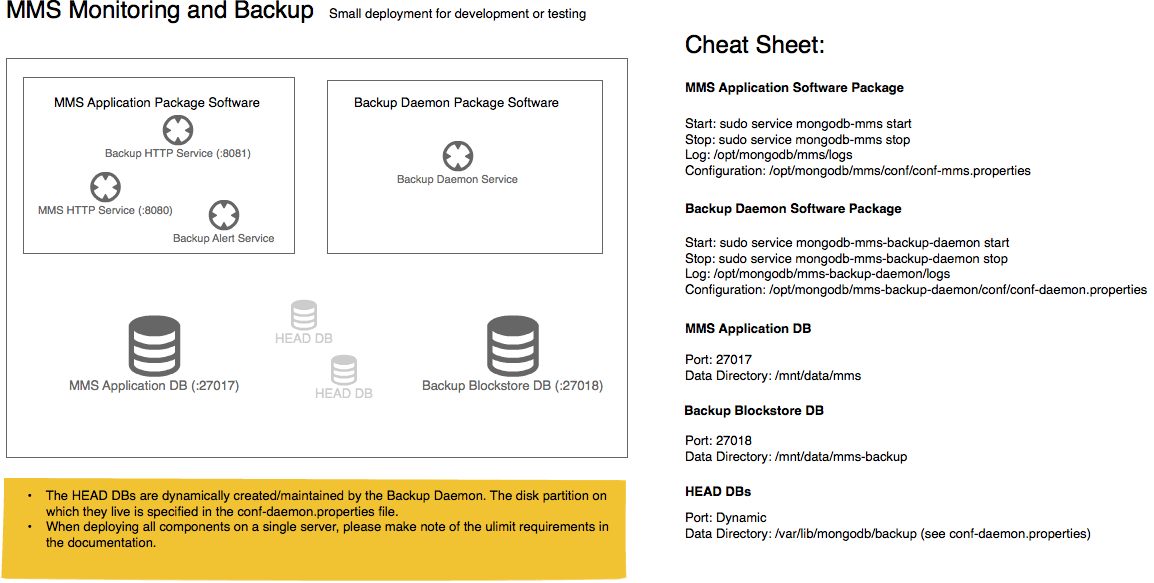 MMS Monitoring and Backup Small deployment for development or testing
MMS Application Package Software
Backup HTTP Service (:8081)
MMS HTTP Service (:8080)
Backup Alert Service
Backup Daemon Package Software
Backup Daemon Service
HEAD DB
HEAD DB
MMS Application DB (:27017)
Backup Blockstore DB (:27018)
• The HEAD DBs are dynamically created/maintained by the Backup Daemon. The disk partition on
which they live is specified in the conf-daemon.properties file.
• When deploying all components on a single server, please make note of the ulimit requirements in
the documentation.
Cheat Sheet:
MMS Application Software Package
Start: sudo service mongodb-mms start
Stop: sudo service mongodb-mms stop
Log: /opt/mongodb/mms/logs
Configuration: /opt/mongodb/mms/conf/conf-mms.properties
Backup Daemon Software Package
Start: sudo service mongodb-mms-backup-daemon start
Stop: sudo service mongodb-mms-backup-daemon stop
Log: /opt/mongodb/mms-backup-daemon/logs
Configuration: /opt/mongodb/mms-backup-daemon/conf/conf-daemon.properties
MMS Application DB
Port: 27017
Data Directory: /mnt/data/mms
Backup Blockstore DB
Port: 27018
Data Directory: /mnt/data/mms-backup
HEAD DBs
Port: Dynamic
Data Directory: /var/lib/mongodb/backup (see conf-daemon.properties)